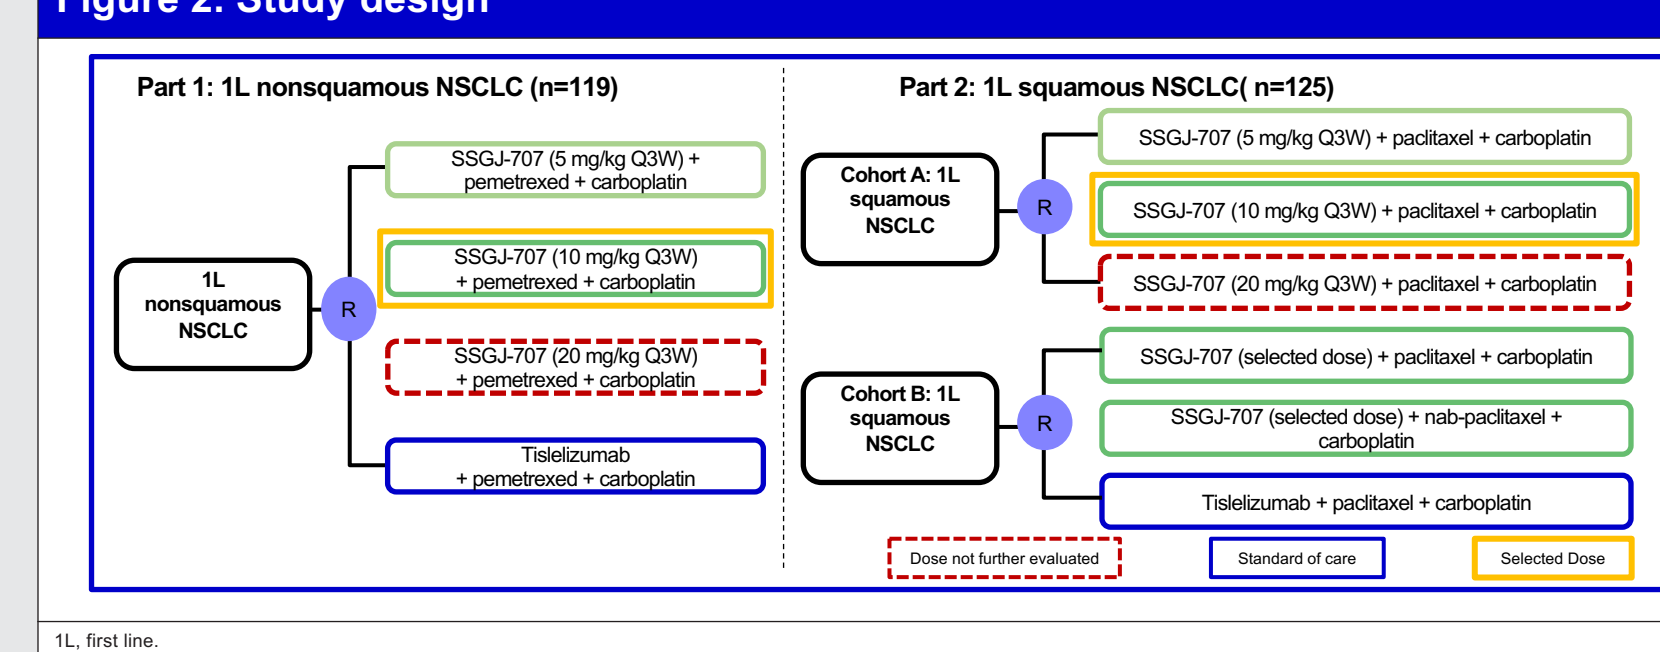 Figure 2: Study design
Part 1: 1L nonsquamous NSCLC (n=119)
1L
nonsquamous
NSCLC
R
SSGJ-707 (5 mg/kg Q3W) +
pemetrexed + carboplatin
SSGJ-707 (10 mg/kg Q3W)
+ pemetrexed + carboplatin
SSGJ-707 (20 mg/kg Q3W)
+ pemetrexed + carboplatin
Tislelizumab
+ pemetrexed + carboplatin
Part 2: 1L squamous NSCLC( n=125)
Cohort A: 1L
squamous
NSCLC
R
SSGJ-707 (5 mg/kg Q3W) + paclitaxel + carboplatin
SSGJ-707 (10 mg/kg Q3W) + paclitaxel + carboplatin
SSGJ-707 (20 mg/kg Q3W) + paclitaxel + carboplatin
Cohort B: 1L
squamous
NSCLC
R
SSGJ-707 (selected dose) + paclitaxel + carboplatin
SSGJ-707 (selected dose) + nab-paclitaxel +
carboplatin
Tislelizumab + paclitaxel + carboplatin
Dose not further evaluated
Standard of care
Selected Dose
1L, first line.